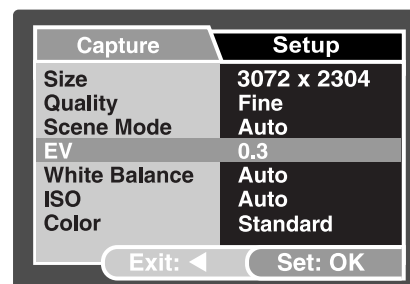 Capture Setup
Size 3072 x 2304
Quality Fine
Scene Mode Auto
EV 0.3
White Balance Auto
ISO Auto
Color Standard
Exit: ◀ Set: OK